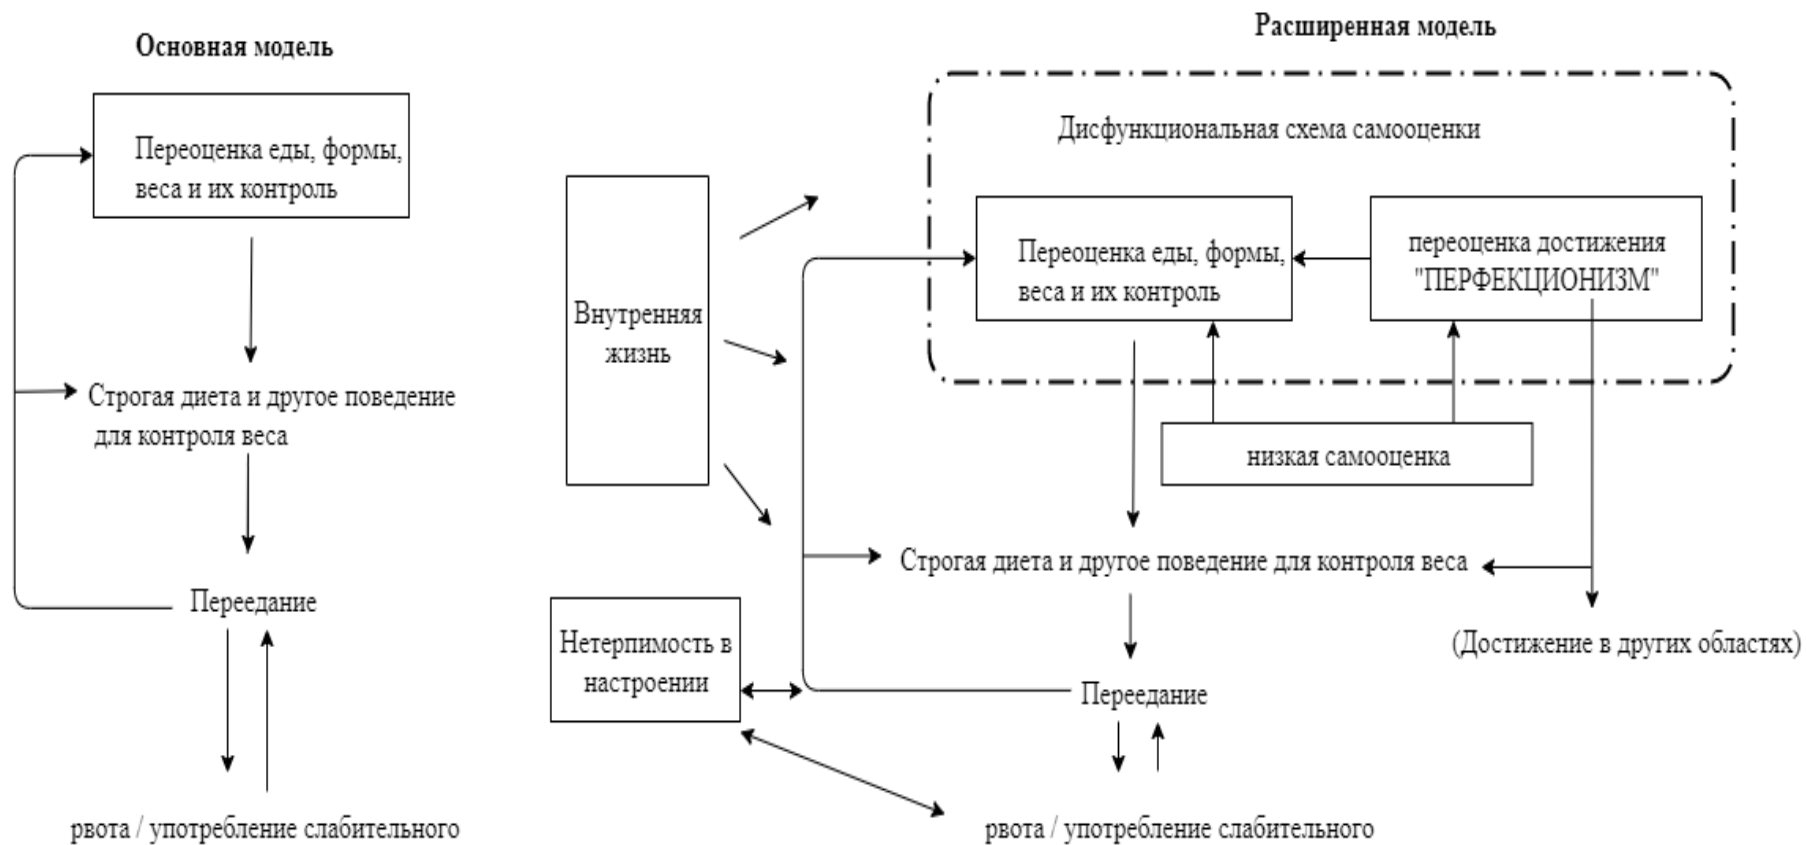 Основная модель
Переоценка еды, формы,
веса и их контроль
Строгая диета и другое поведение
для контроля веса
Переедание
рвота / употребление слабительного
Расширенная модель
Дисфункциональная схема самооценки
Внутренняя
жизнь
Переоценка еды, формы,
веса и их контроль
переоценка достижения
"ПЕРФЕКЦИОНИЗМ"
низкая самооценка
Строгая диета и другое поведение для контроля веса
(Достижение в других областях)
Нетерпимость в
настроении
Переедание
рвота / употребление слабительного